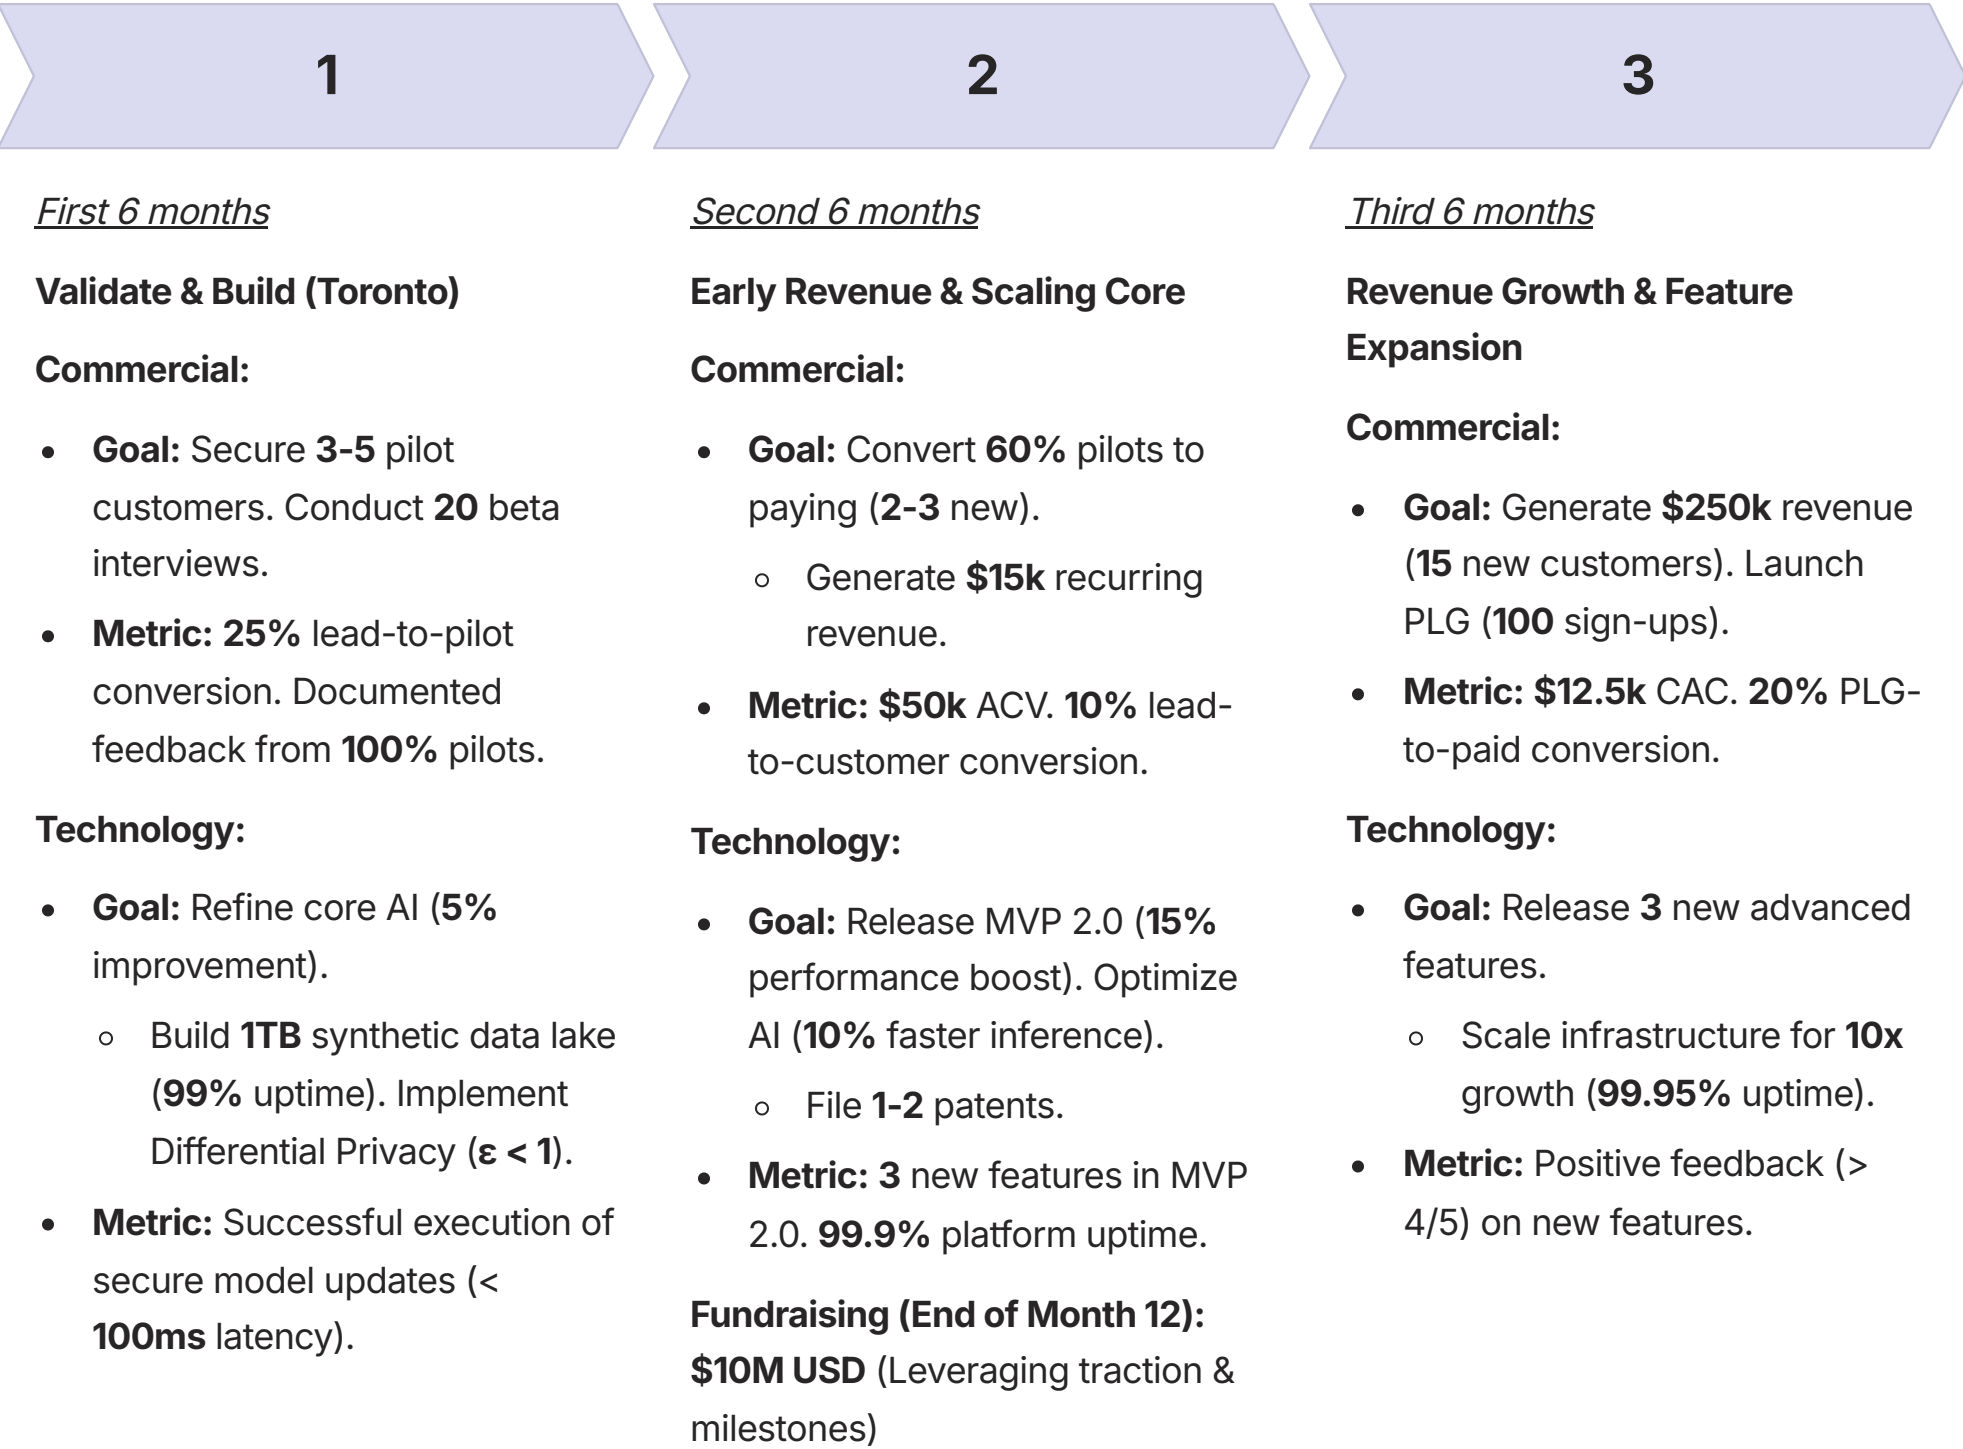 1
First 6 months
Validate & Build (Toronto)
Commercial:
• Goal: Secure 3-5 pilot
customers. Conduct 20 beta
interviews.
• Metric: 25% lead-to-pilot
conversion. Documented
feedback from 100% pilots.
Technology:
• Goal: Refine core AI (5%
improvement).
○ Build 1TB synthetic data lake
(99% uptime). Implement
Differential Privacy (ε < 1).
• Metric: Successful execution of
secure model updates (<
100ms latency).
2
Second 6 months
Early Revenue & Scaling Core
Commercial:
• Goal: Convert 60% pilots to
paying (2-3 new).
○ Generate $15k recurring
revenue.
• Metric: $50k ACV. 10% lead-
to-customer conversion.
Technology:
• Goal: Release MVP 2.0 (15%
performance boost). Optimize
AI (10% faster inference).
○ File 1-2 patents.
• Metric: 3 new features in MVP
2.0. 99.9% platform uptime.
Fundraising (End of Month 12):
$10M USD (Leveraging traction &
milestones)
3
Third 6 months
Revenue Growth & Feature
Expansion
Commercial:
• Goal: Generate $250k revenue
(15 new customers). Launch
PLG (100 sign-ups).
• Metric: $12.5k CAC. 20% PLG-
to-paid conversion.
Technology:
• Goal: Release 3 new advanced
features.
○ Scale infrastructure for 10x
growth (99.95% uptime).
• Metric: Positive feedback (>
4/5) on new features.